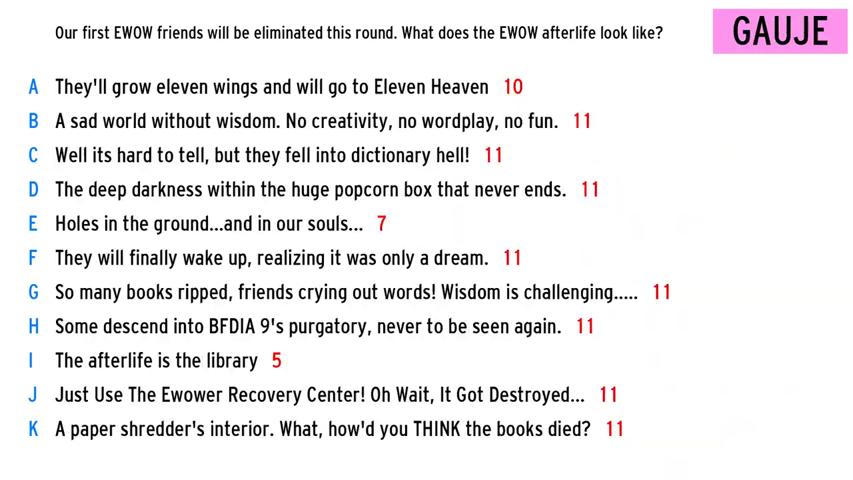 Our first EWOW friends will be eliminated this round. What does the EWOW afterlife look like?
GAUJE
A They'll grow eleven wings and will go to Eleven Heaven 10
B A sad world without wisdom. No creativity, no wordplay, no fun. 11
C Well its hard to tell, but they fell into dictionary hell! 11
D The deep darkness within the huge popcorn box that never ends. 11
E Holes in the ground...and in our souls... 7
F They will finally wake up, realizing it was only a dream. 11
G So many books ripped, friends crying out words! Wisdom is challenging..... 11
H Some descend into BFDIA 9's purgatory, never to be seen again. 11
I The afterlife is the library 5
J Just Use The Ewower Recovery Center! Oh Wait, It Got Destroyed... 11
K A paper shredder's interior. What, how'd you THINK the books died? 11